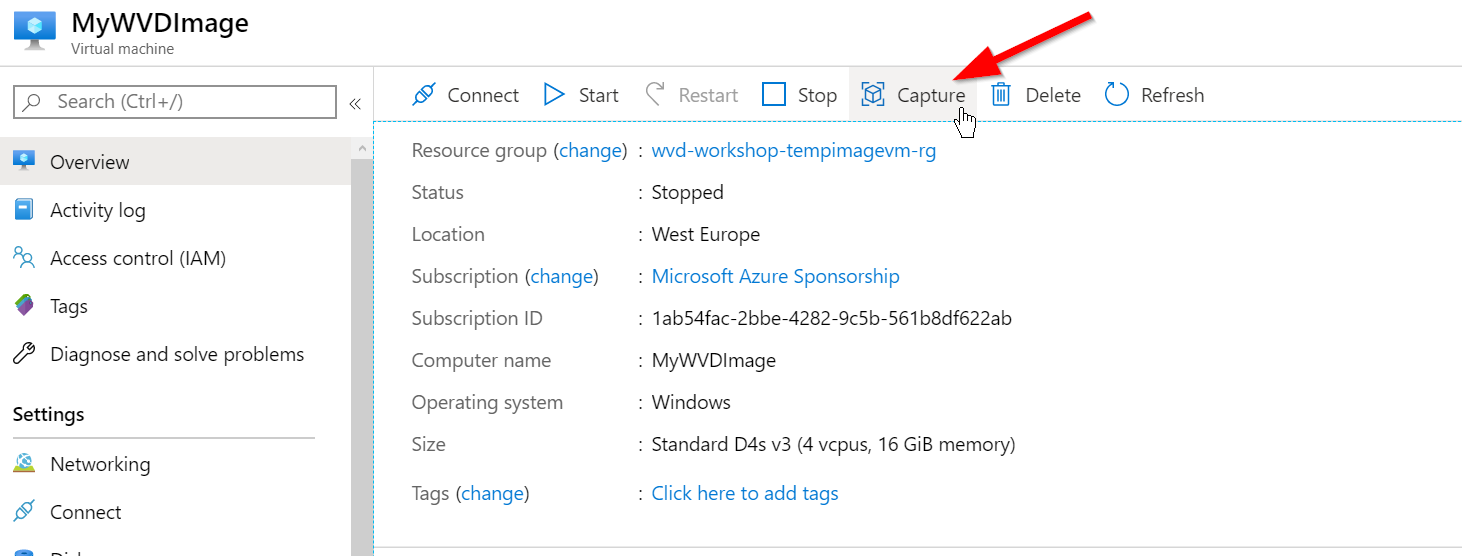 MyWVDImage
Virtual machine
Search (Ctrl+/)
«
Connect Start Restart Stop Capture Delete Refresh
Overview
Activity log
Access control (IAM)
Tags
Diagnose and solve problems
Settings
Networking
Connect
Resource group (change) : wvd-workshop-tempimagevm-rg
Status : Stopped
Location : West Europe
Subscription (change) : Microsoft Azure Sponsorship
Subscription ID : 1ab54fac-2bbe-4282-9c5b-561b8df622ab
Computer name : MyWVDImage
Operating system : Windows
Size : Standard D4s v3 (4 vcpus, 16 GiB memory)
Tags (change) : Click here to add tags